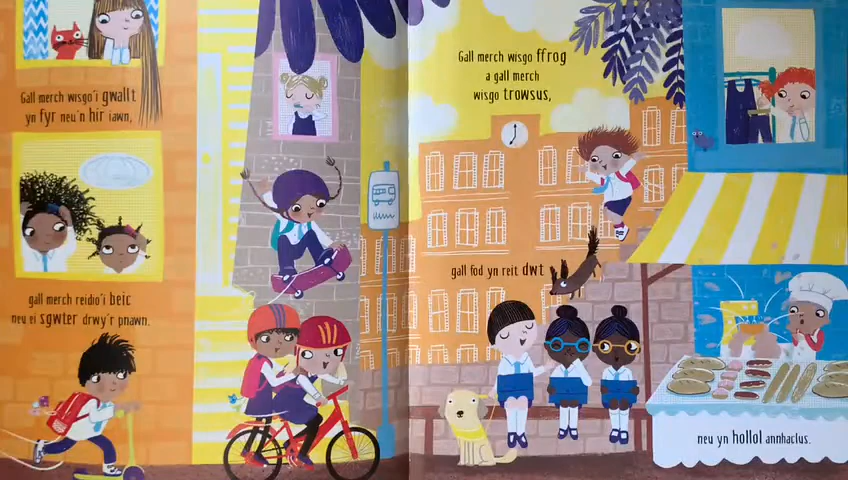 Gall merch wisgo'i gwallt
yn fyr neu'n hir iawn,
gall merch reidio'i beic
neu ei sgwter drwy'r pnawn.
Gall merch wisgo ffrog
a gall merch
wisgo trowsus,
gall fod yn reit dwt
neu yn hollol annhaclus.